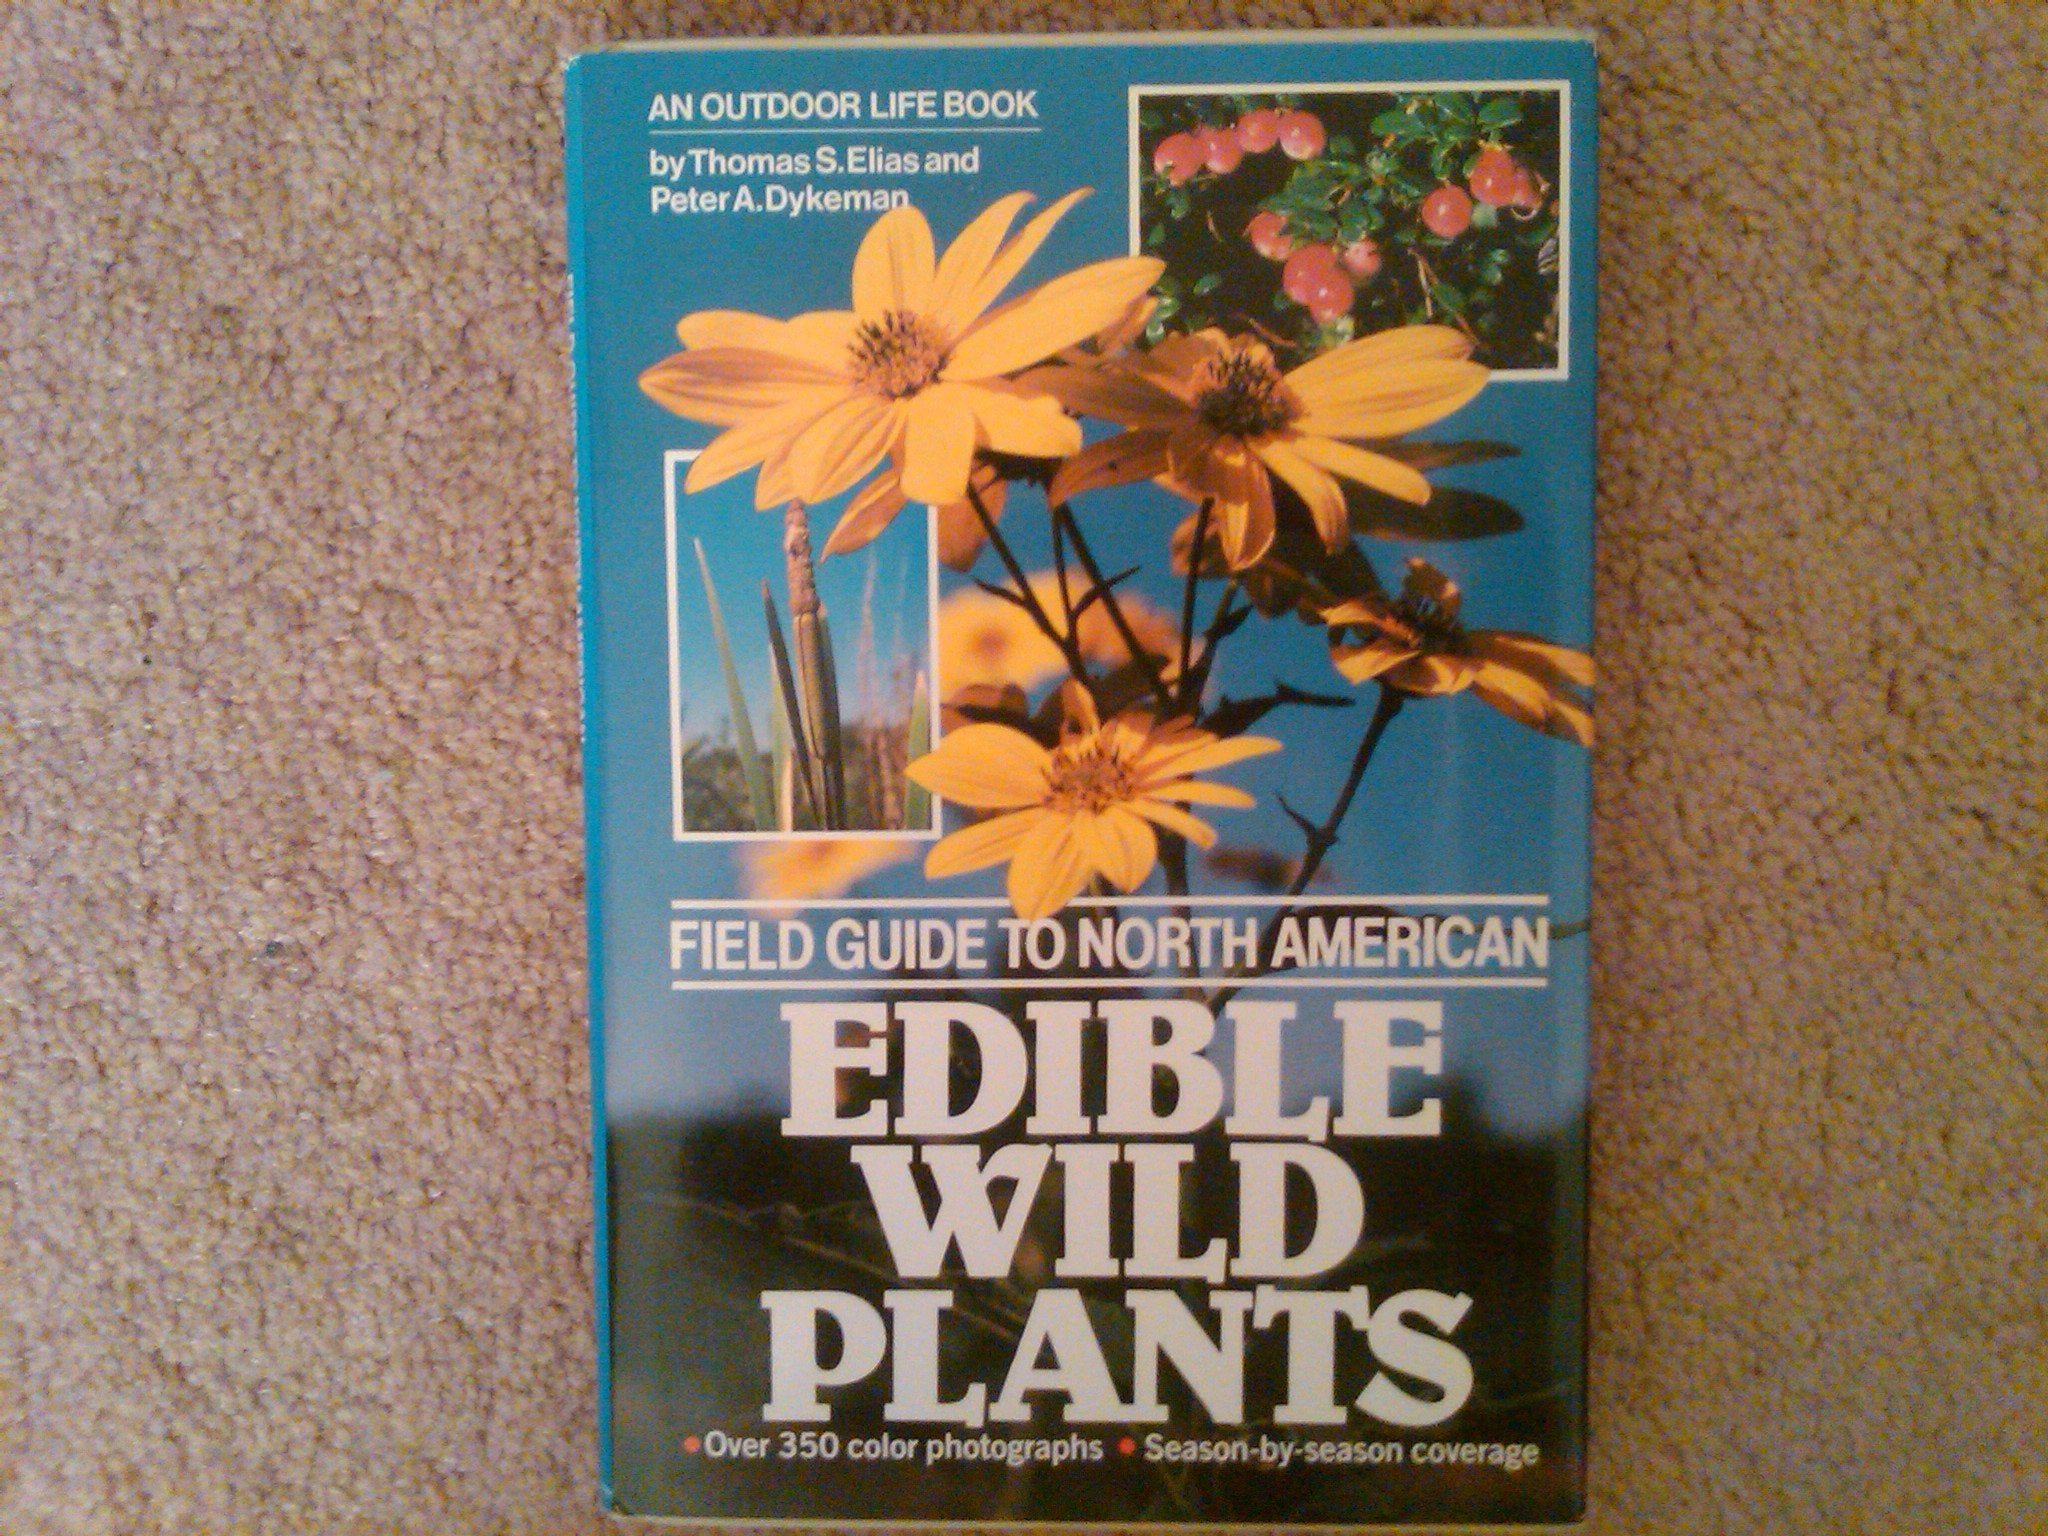 AN OUTDOOR LIFE BOOK
by Thomas S. Elias and
Peter A. Dykeman
FIELD GUIDE TO NORTH AMERICAN
EDIBLE
WILD
PLANTS
• Over 350 color photographs • Season-by-season coverage